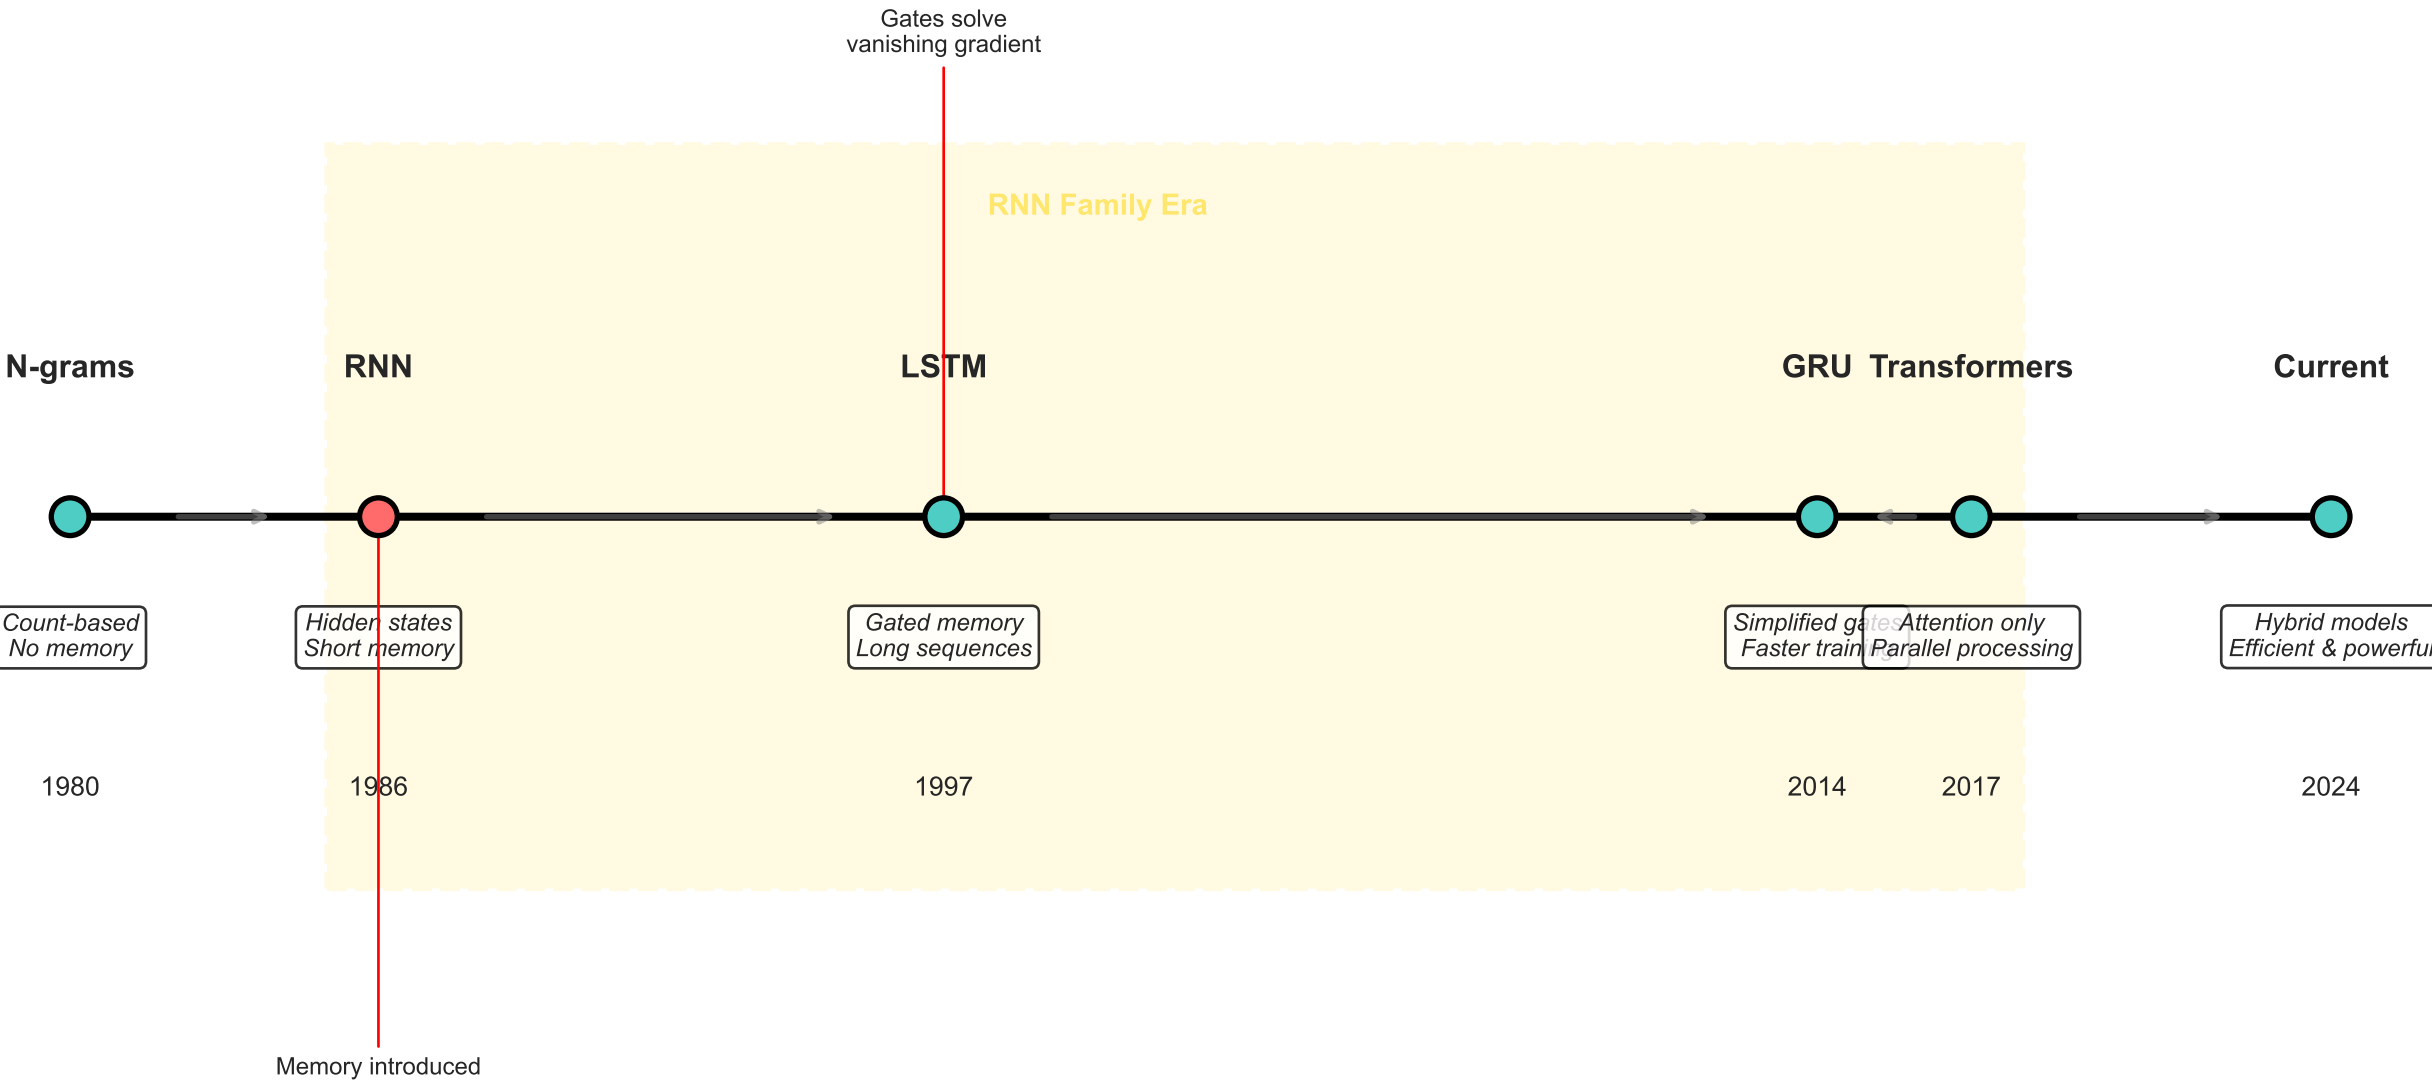 Gates solve
vanishing gradient
RNN Family Era
N-grams
RNN
LSTM
GRU
Transformers
Current
Count-based
No memory
Hidden states
Short memory
Gated memory
Long sequences
Simplified gates
Faster training
Attention only
Parallel processing
Hybrid models
Efficient & powerful
1980
1986
1997
2014
2017
2024
Memory introduced